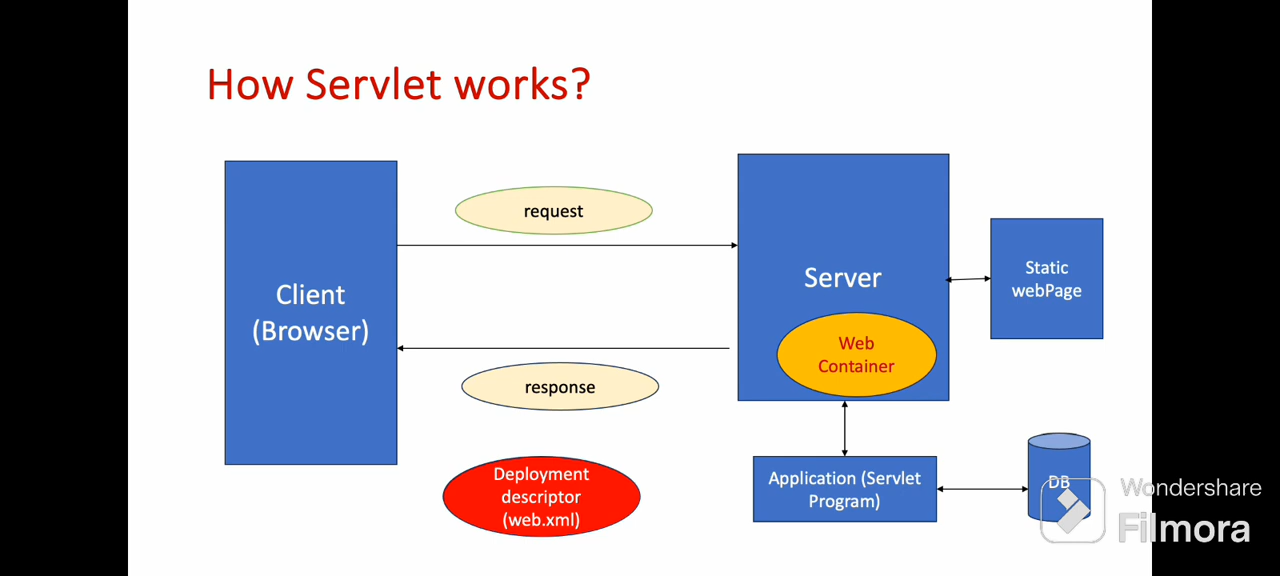 How Servlet works?
request
Client
(Browser)
Server
Static
webPage
Web
Container
response
Deployment
descriptor
(web.xml)
Application (Servlet
Program)
DB
Wondershare
Filmora